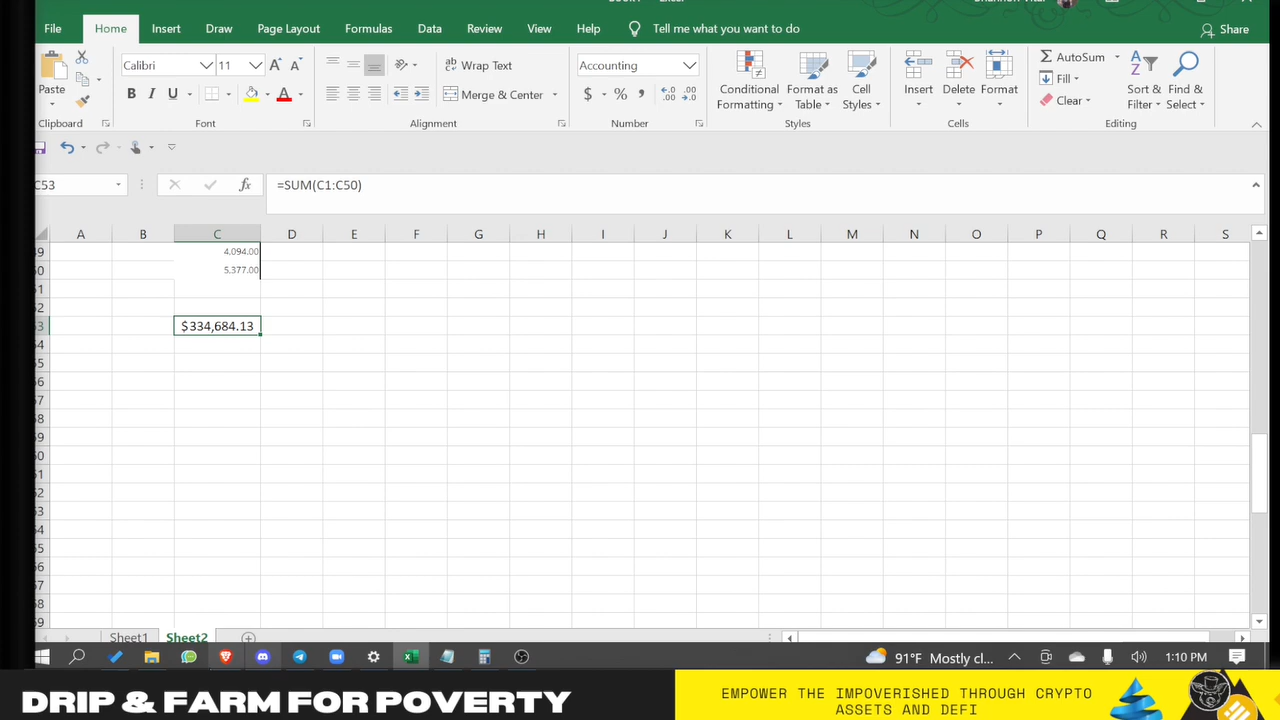 File Home Insert Draw Page Layout Formulas Data Review View Help Tell me what you want to do Share
Calibri 11 Wrap Text Accounting AutoSum
Fill
Paste Merge & Center Conditional Format as Cell Insert Delete Format Sort & Find &
Formatting Table Styles Clear Filter Select
Clipboard Font Alignment Number Styles Cells Editing
C53 fx =SUM(C1:C50)
A B C D E F G H I J K L M N O P Q R S
4.094.00
5.377.00
$334,684.13
Sheet1 Sheet2
91°F Mostly cl... 1:10 PM
DRIP & FARM FOR POVERTY
EMPOWER THE IMPOVERISHED THROUGH CRYPTO
ASSETS AND DEFI